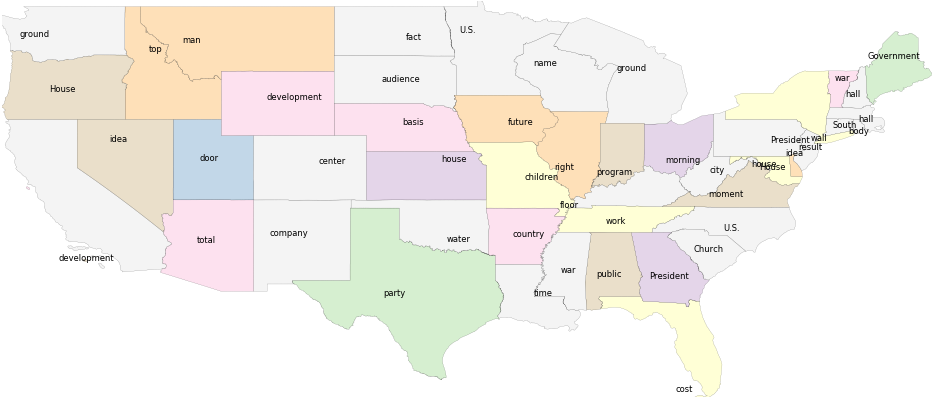 ground
top
man
fact
U.S.
name
ground
Government
House
development
audience
war
hall
basis
future
South
hall
body
idea
President
wall
result
door
center
house
children
right
program
morning
city
house
House
idea
moment
floor
total
company
water
country
work
U.S.
Church
development
party
war
public
President
time
cost